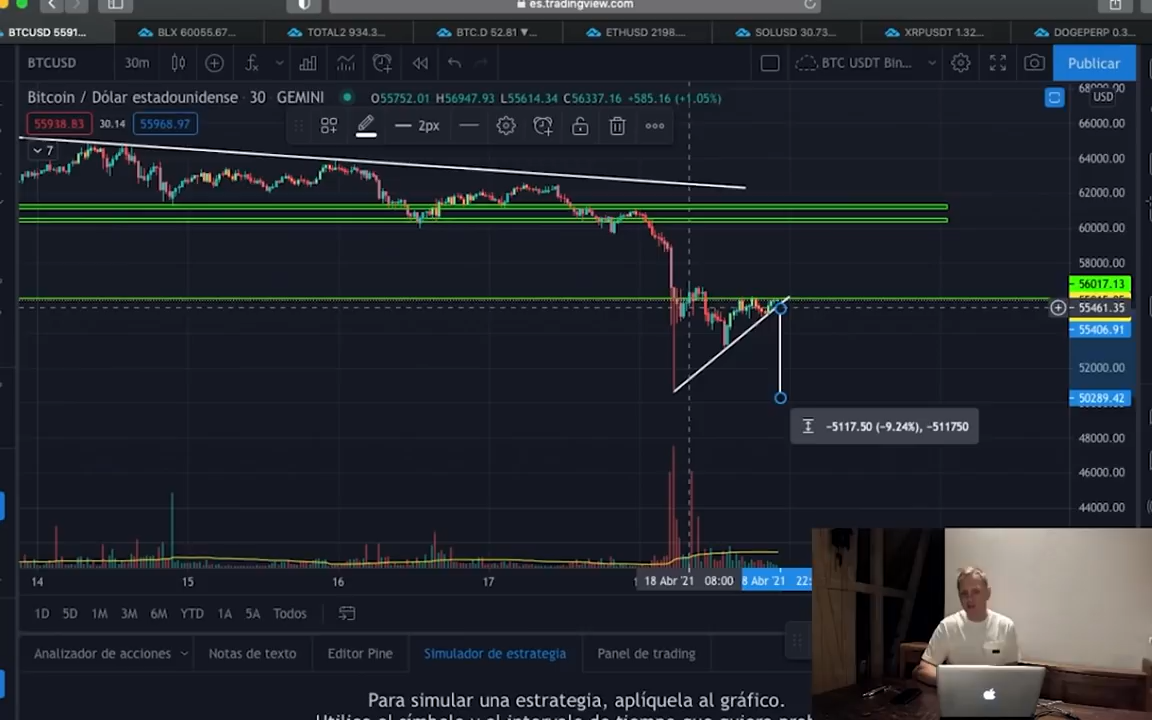 es.tradingview.com
BTCUSD 5591...
BLX 60055.67...
TOTAL2 934.3...
BTC.D 52.81 ▼...
ETHUSD 2198....
SOLUSD 30.73...
XRPUSDT 1.32...
DOGEPERP 0.3...
BTCUSD 30m
BTC USDT Bin...
Publicar
Bitcoin / Dólar estadounidense · 30 GEMINI
O55752.01 H56947.93 L55614.34 C56337.16 +585.16 (+1.05%)
USD
55938.83 30.14 55968.97
2px
7
66000.00
64000.00
62000.00
60000.00
58000.00
56017.13
55461.35
55406.91
52000.00
50289.42
48000.00
46000.00
44000.00
−5117.50 (−9.24%), −511750
14 15 16 17 18 Abr '21 08:00 8 Abr '21 22:
1D 5D 1M 3M 6M YTD 1A 5A Todos
Analizador de acciones
Notas de texto
Editor Pine
Simulador de estrategia
Panel de trading
Para simular una estrategia, aplíquela al gráfico.